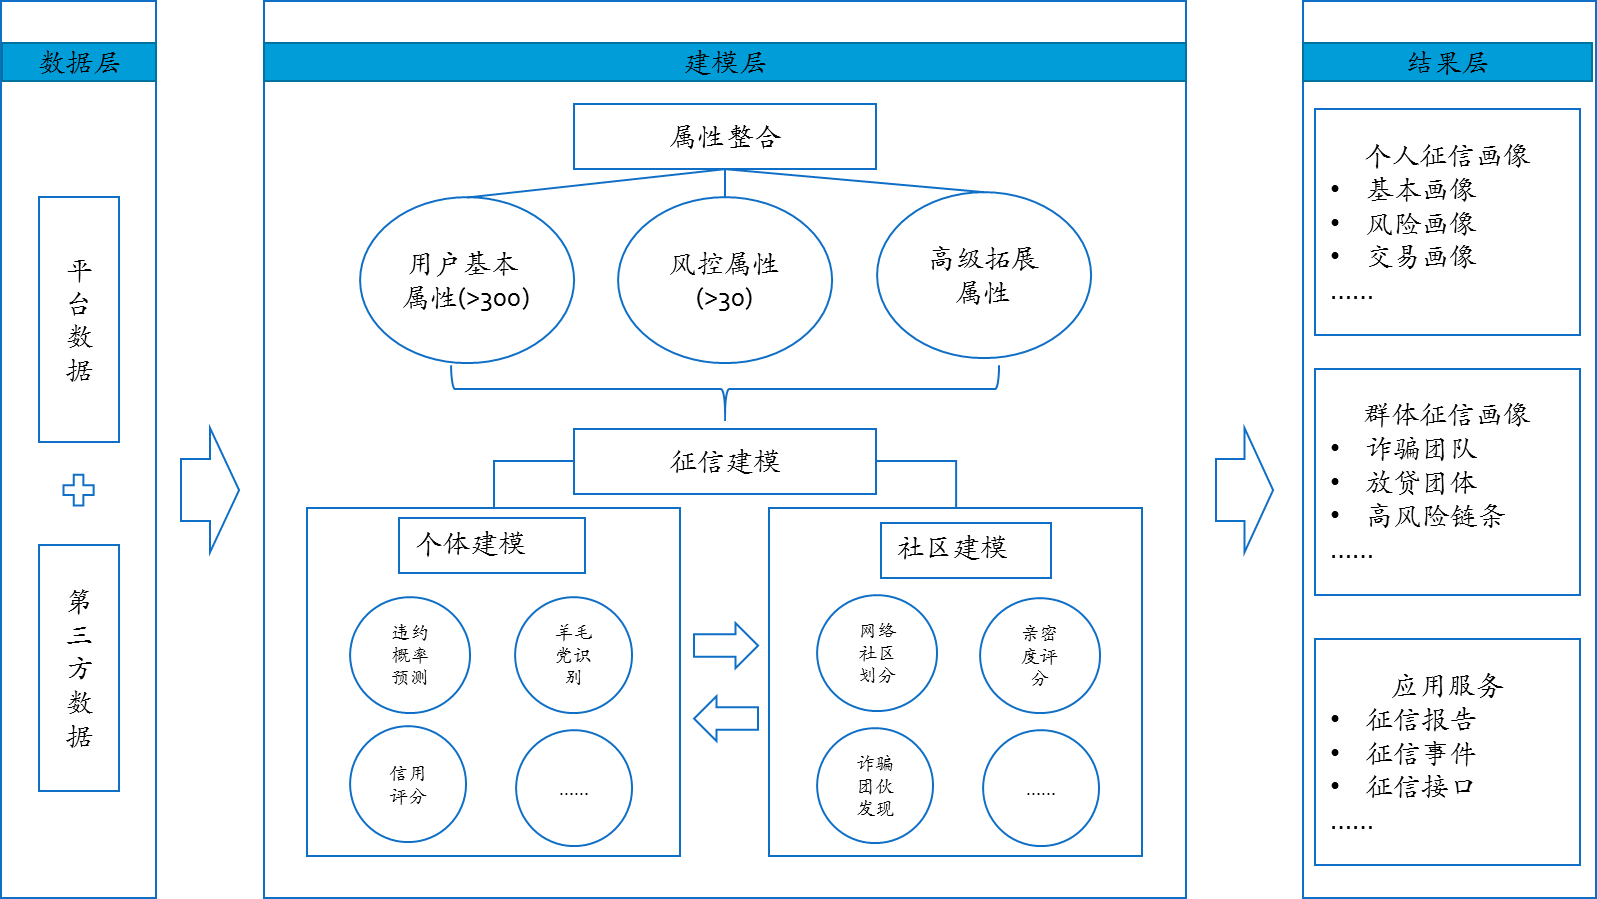 数据层
平
台
数
据
第
三
方
数
据
建模层
属性整合
用户基本
属性(>300)
风控属性
(>30)
高级拓展
属性
征信建模
个体建模
违约
概率
预测
羊毛
党识
别
信用
评分
......
社区建模
网络
社区
划分
亲密
度评
分
诈骗
团伙
发现
......
结果层
个人征信画像
• 基本画像
• 风险画像
• 交易画像
......
群体征信画像
• 诈骗团队
• 放贷团体
• 高风险链条
......
应用服务
• 征信报告
• 征信事件
• 征信接口
......